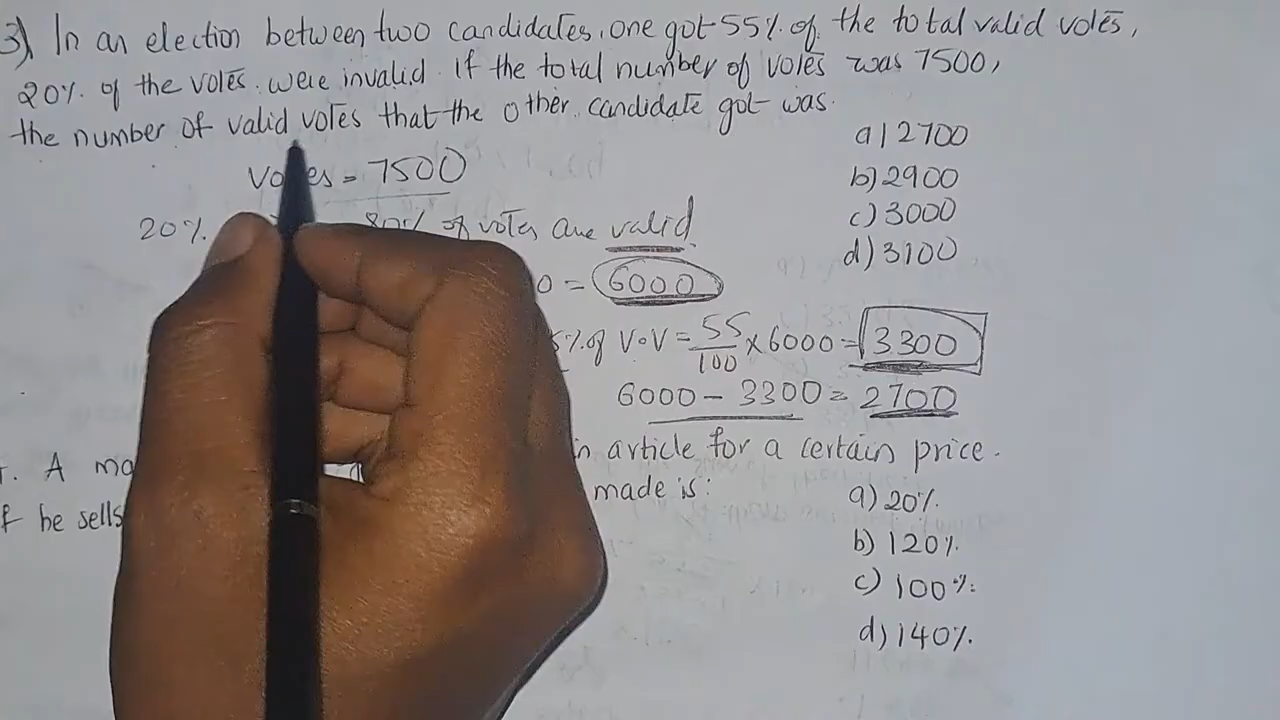 3) In an election between two candidates, one got 55% of the total valid votes,
20% of the votes were invalid. If the total number of votes was 7500,
the number of valid votes that the other candidate got was.
a) 2700
b) 2900
c) 3000
d) 3100
votes = 7500
20% 80% of votes are valid
0 = 6000
% of V.V = 55/100 x 6000 = 3300
6000 - 3300 = 2700
. A ma n article for a certain price.
f he sells made is:
a) 20%
b) 120%
c) 100%
d) 140%